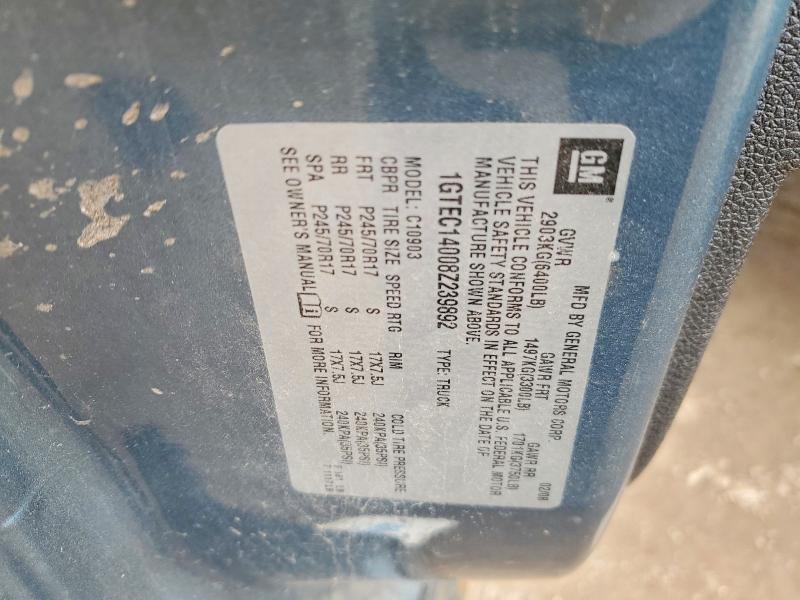 GM®
MFD BY GENERAL MOTORS CORP.
02/08
GVWR GAWR FRT GAWR RR
2903KG(6400LB) 1497KG(3300LB) 1701KG(3750LB)
THIS VEHICLE CONFORMS TO ALL APPLICABLE U.S. FEDERAL MOTOR
VEHICLE SAFETY STANDARDS IN EFFECT ON THE DATE OF
MANUFACTURE SHOWN ABOVE.
1GTEC14008Z239892 TYPE: TRUCK
MODEL: C10903
CBPR TIRE SIZE SPEED RTG RIM COLD TIRE PRESSURE
FRT P245/70R17 S 17X7.5J 240KPA(35PSI)
RR P245/70R17 S 17X7.5J 240KPA(35PSI)
SPA P245/70R17 S 17X7.5J 240KPA(35PSI)
SEE OWNER'S MANUAL i FOR MORE INFORMATION.